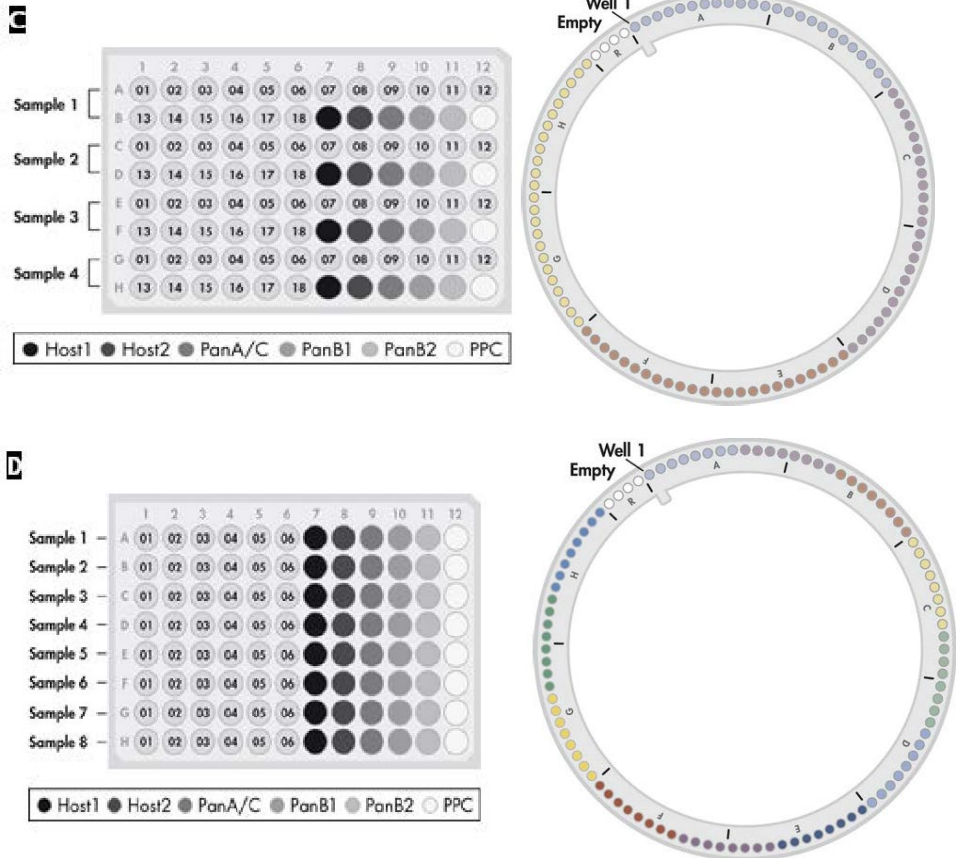 C
Well 1
Empty
R
A
B
C
D
E
F
G
H
1 2 3 4 5 6 7 8 9 10 11 12
Sample 1
A 01 02 03 04 05 06 07 08 09 10 11 12
B 13 14 15 16 17 18
Sample 2
C 01 02 03 04 05 06 07 08 09 10 11 12
D 13 14 15 16 17 18
Sample 3
E 01 02 03 04 05 06 07 08 09 10 11 12
F 13 14 15 16 17 18
Sample 4
G 01 02 03 04 05 06 07 08 09 10 11 12
H 13 14 15 16 17 18
Host1 Host2 PanA/C PanB1 PanB2 PPC
D
Well 1
Empty
R
A
B
C
D
E
F
G
H
1 2 3 4 5 6 7 8 9 10 11 12
Sample 1 A 01 02 03 04 05 06
Sample 2 B 01 02 03 04 05 06
Sample 3 C 01 02 03 04 05 06
Sample 4 D 01 02 03 04 05 06
Sample 5 E 01 02 03 04 05 06
Sample 6 F 01 02 03 04 05 06
Sample 7 G 01 02 03 04 05 06
Sample 8 H 01 02 03 04 05 06
Host1 Host2 PanA/C PanB1 PanB2 PPC